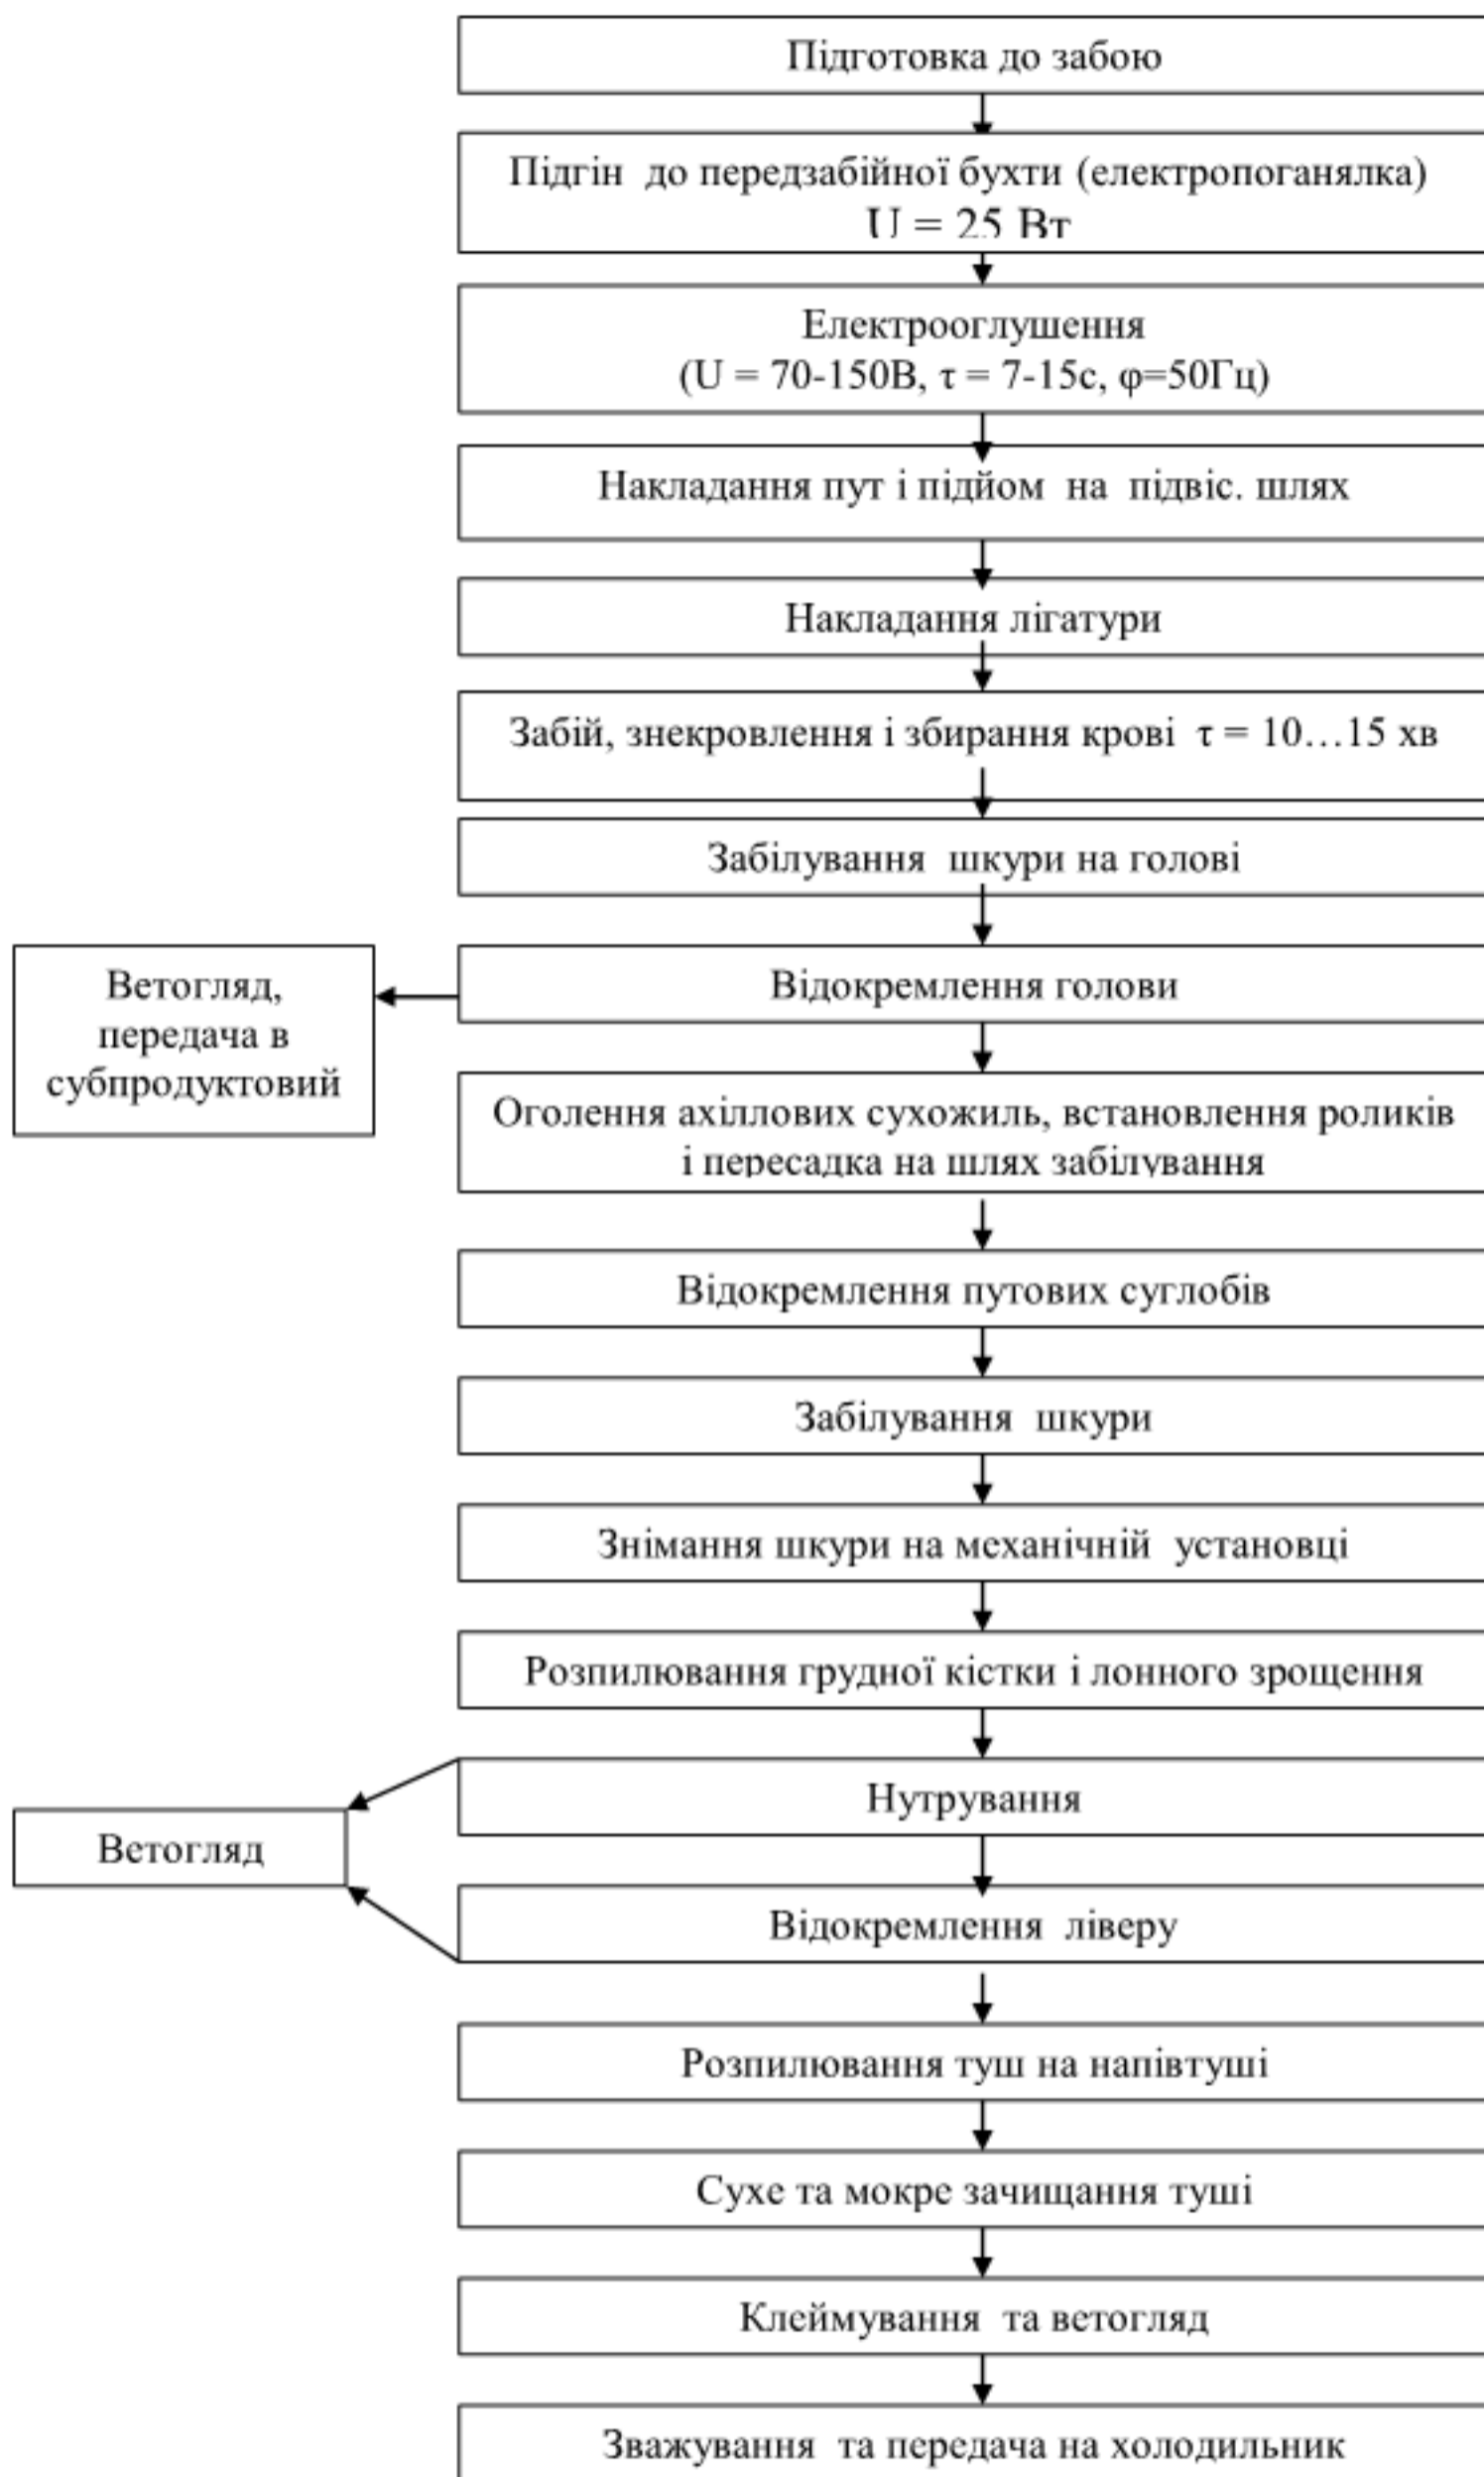 Підготовка до забою
Підгін до передзабійної бухти (електропоганялка)
U = 25 Вт
Електрооглушення
(U = 70-150В, τ = 7-15с, φ=50Гц)
Накладання пут і підйом на підвіс. шлях
Накладання лігатури
Забій, знекровлення і збирання крові τ = 10…15 хв
Забілування шкури на голові
Відокремлення голови
Ветогляд,
передача в
субпродуктовий
Оголення ахіллових сухожиль, встановлення роликів
і пересадка на шлях забілування
Відокремлення путових суглобів
Забілування шкури
Знімання шкури на механічній установці
Розпилювання грудної кістки і лонного зрощення
Нутрування
Ветогляд
Відокремлення ліверу
Розпилювання туш на напівтуші
Сухе та мокре зачищання туші
Клеймування та ветогляд
Зважування та передача на холодильник